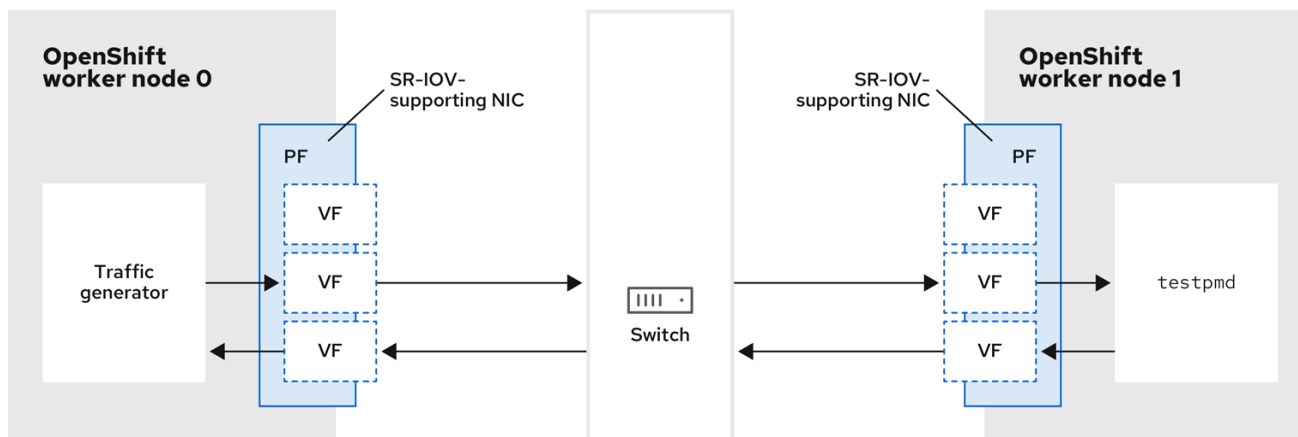 OpenShift
worker node 0
SR-IOV-
supporting NIC
PF
VF
VF
VF
Traffic
generator
Switch
SR-IOV-
supporting NIC
OpenShift
worker node 1
PF
VF
VF
VF
testpmd